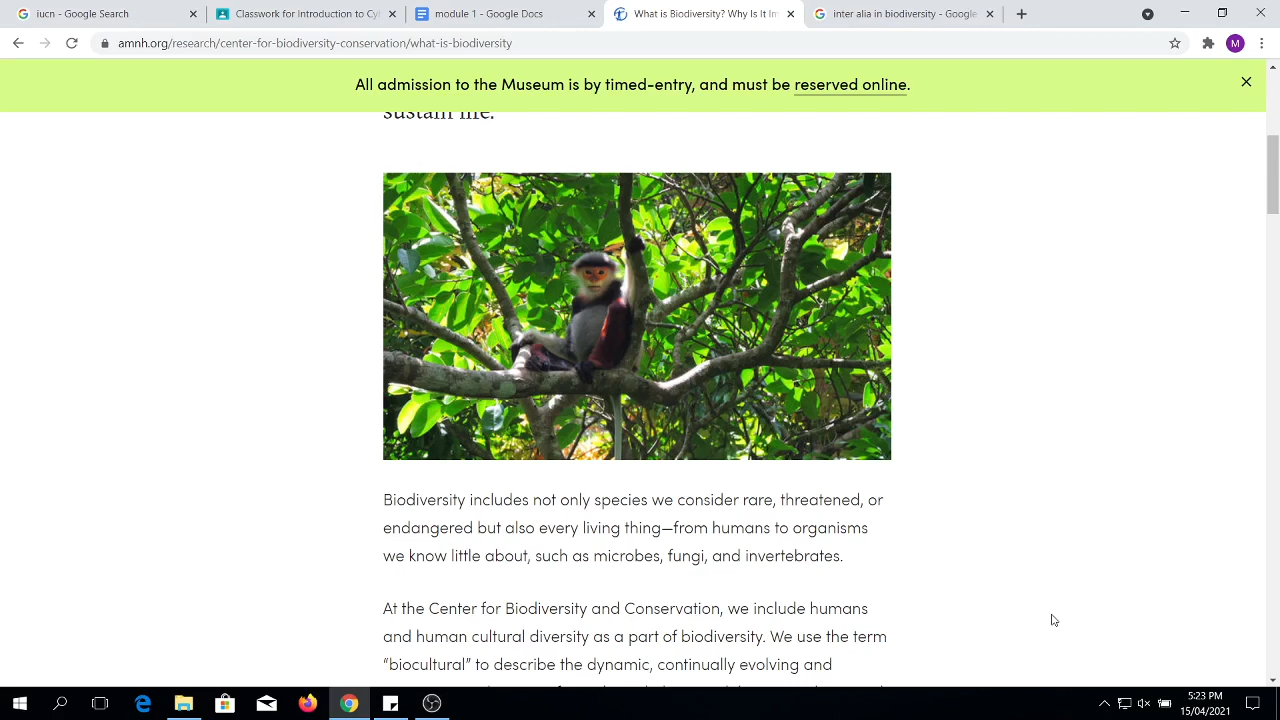 iucn - Google Search
Classwork for Introduction to Cyl
module 1 - Google Docs
What is Biodiversity? Why Is It Im
inter alia in biodiversity - Google
amnh.org/research/center-for-biodiversity-conservation/what-is-biodiversity
M
All admission to the Museum is by timed-entry, and must be reserved online.
sustain life.
Biodiversity includes not only species we consider rare, threatened, or
endangered but also every living thing—from humans to organisms
we know little about, such as microbes, fungi, and invertebrates.
At the Center for Biodiversity and Conservation, we include humans
and human cultural diversity as a part of biodiversity. We use the term
“biocultural” to describe the dynamic, continually evolving and
5:23 PM
15/04/2021